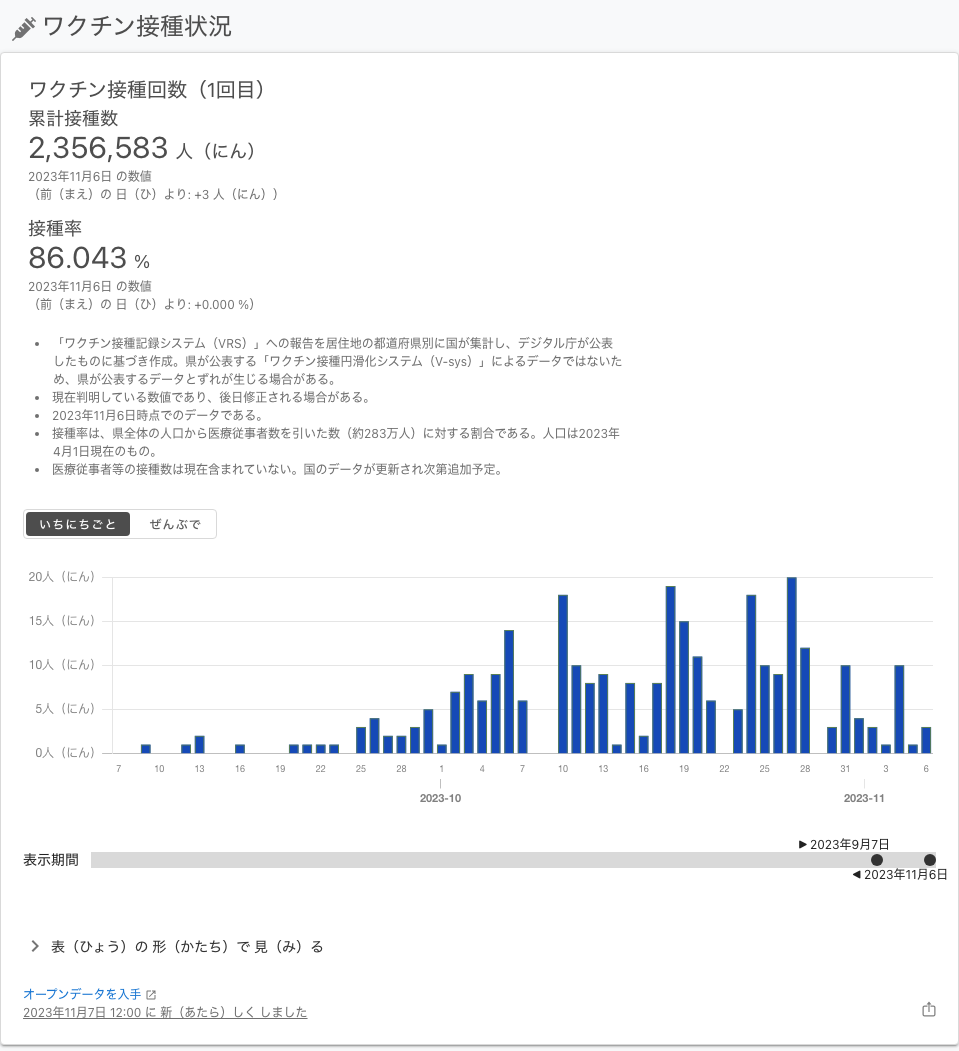 ワクチン接種状況
ワクチン接種回数（1回目）
累計接種数
2,356,583 人（にん）
2023年11月6日 の数値
（前（まえ）の 日（ひ）より: +3 人（にん））
接種率
86.043 %
2023年11月6日 の数値
（前（まえ）の 日（ひ）より: +0.000 %）
• 「ワクチン接種記録システム（VRS）」への報告を居住地の都道府県別に国が集計し、デジタル庁が公表
したものに基づき作成。県が公表する「ワクチン接種円滑化システム（V-sys）」によるデータではないた
め、県が公表するデータとずれが生じる場合がある。
• 現在判明している数値であり、後日修正される場合がある。
• 2023年11月6日時点でのデータである。
• 接種率は、県全体の人口から医療従事者数を引いた数（約283万人）に対する割合である。人口は2023年
4月1日現在のもの。
• 医療従事者等の接種数は現在含まれていない。国のデータが更新され次第追加予定。
いちにちごと ぜんぶで
20人（にん）
15人（にん）
10人（にん）
5人（にん）
0人（にん）
7 10 13 16 19 22 25 28 1 4 7 10 13 16 19 22 25 28 31 3 6
2023-10 2023-11
▶ 2023年9月7日
表示期間
◀ 2023年11月6日
表（ひょう）の 形（かたち）で 見（み）る
オープンデータを入手
2023年11月7日 12:00 に 新（あたら）しく しました